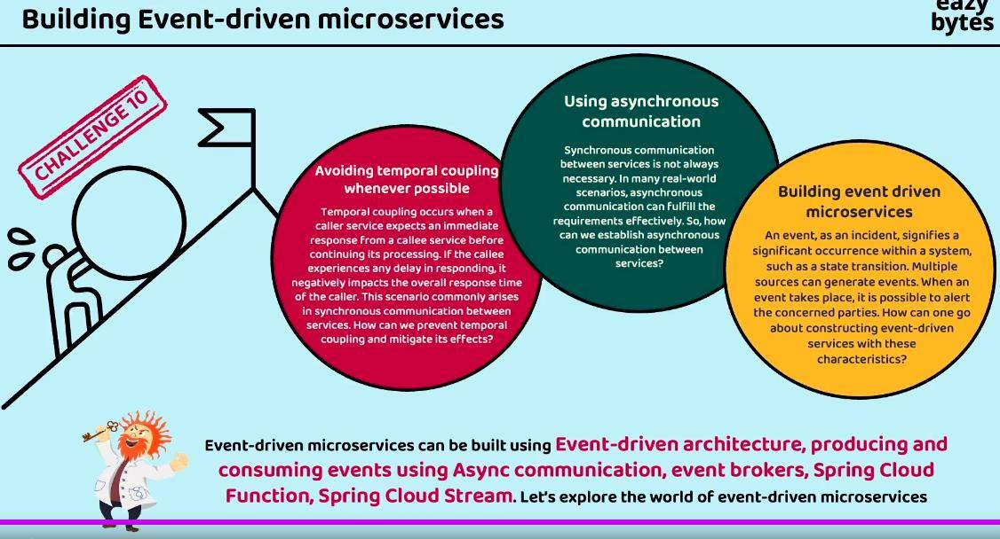 Building Event-driven microservices
eazy
bytes
CHALLENGE 10
Avoiding temporal coupling
whenever possible
Temporal coupling occurs when a
caller service expects an immediate
response from a callee service before
continuing its processing. If the callee
experiences any delay in responding, it
negatively impacts the overall response time
of the caller. This scenario commonly arises
in synchronous communication between
services. How can we prevent temporal
coupling and mitigate its effects?
Using asynchronous
communication
Synchronous communication
between services is not always
necessary. In many real-world
scenarios, asynchronous
communication can fulfill the
requirements effectively. So, how
can we establish asynchronous
communication between
services?
Building event driven
microservices
An event, as an incident, signifies a
significant occurrence within a system,
such as a state transition. Multiple
sources can generate events. When an
event takes place, it is possible to alert
the concerned parties. How can one go
about constructing event-driven
services with these
characteristics?
Event-driven microservices can be built using Event-driven architecture, producing and
consuming events using Async communication, event brokers, Spring Cloud
Function, Spring Cloud Stream. Let's explore the world of event-driven microservices